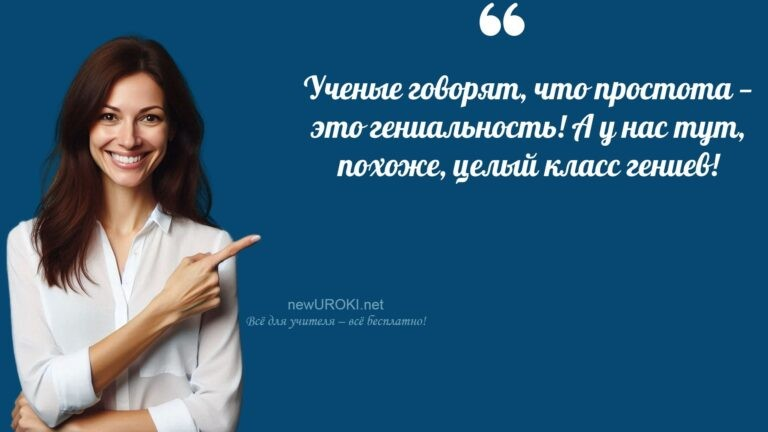 Ученые говорят, что простота –
это гениальность! А у нас тут,
похоже, целый класс гениев!
newUROKI.net
Всё для учителя – всё бесплатно!